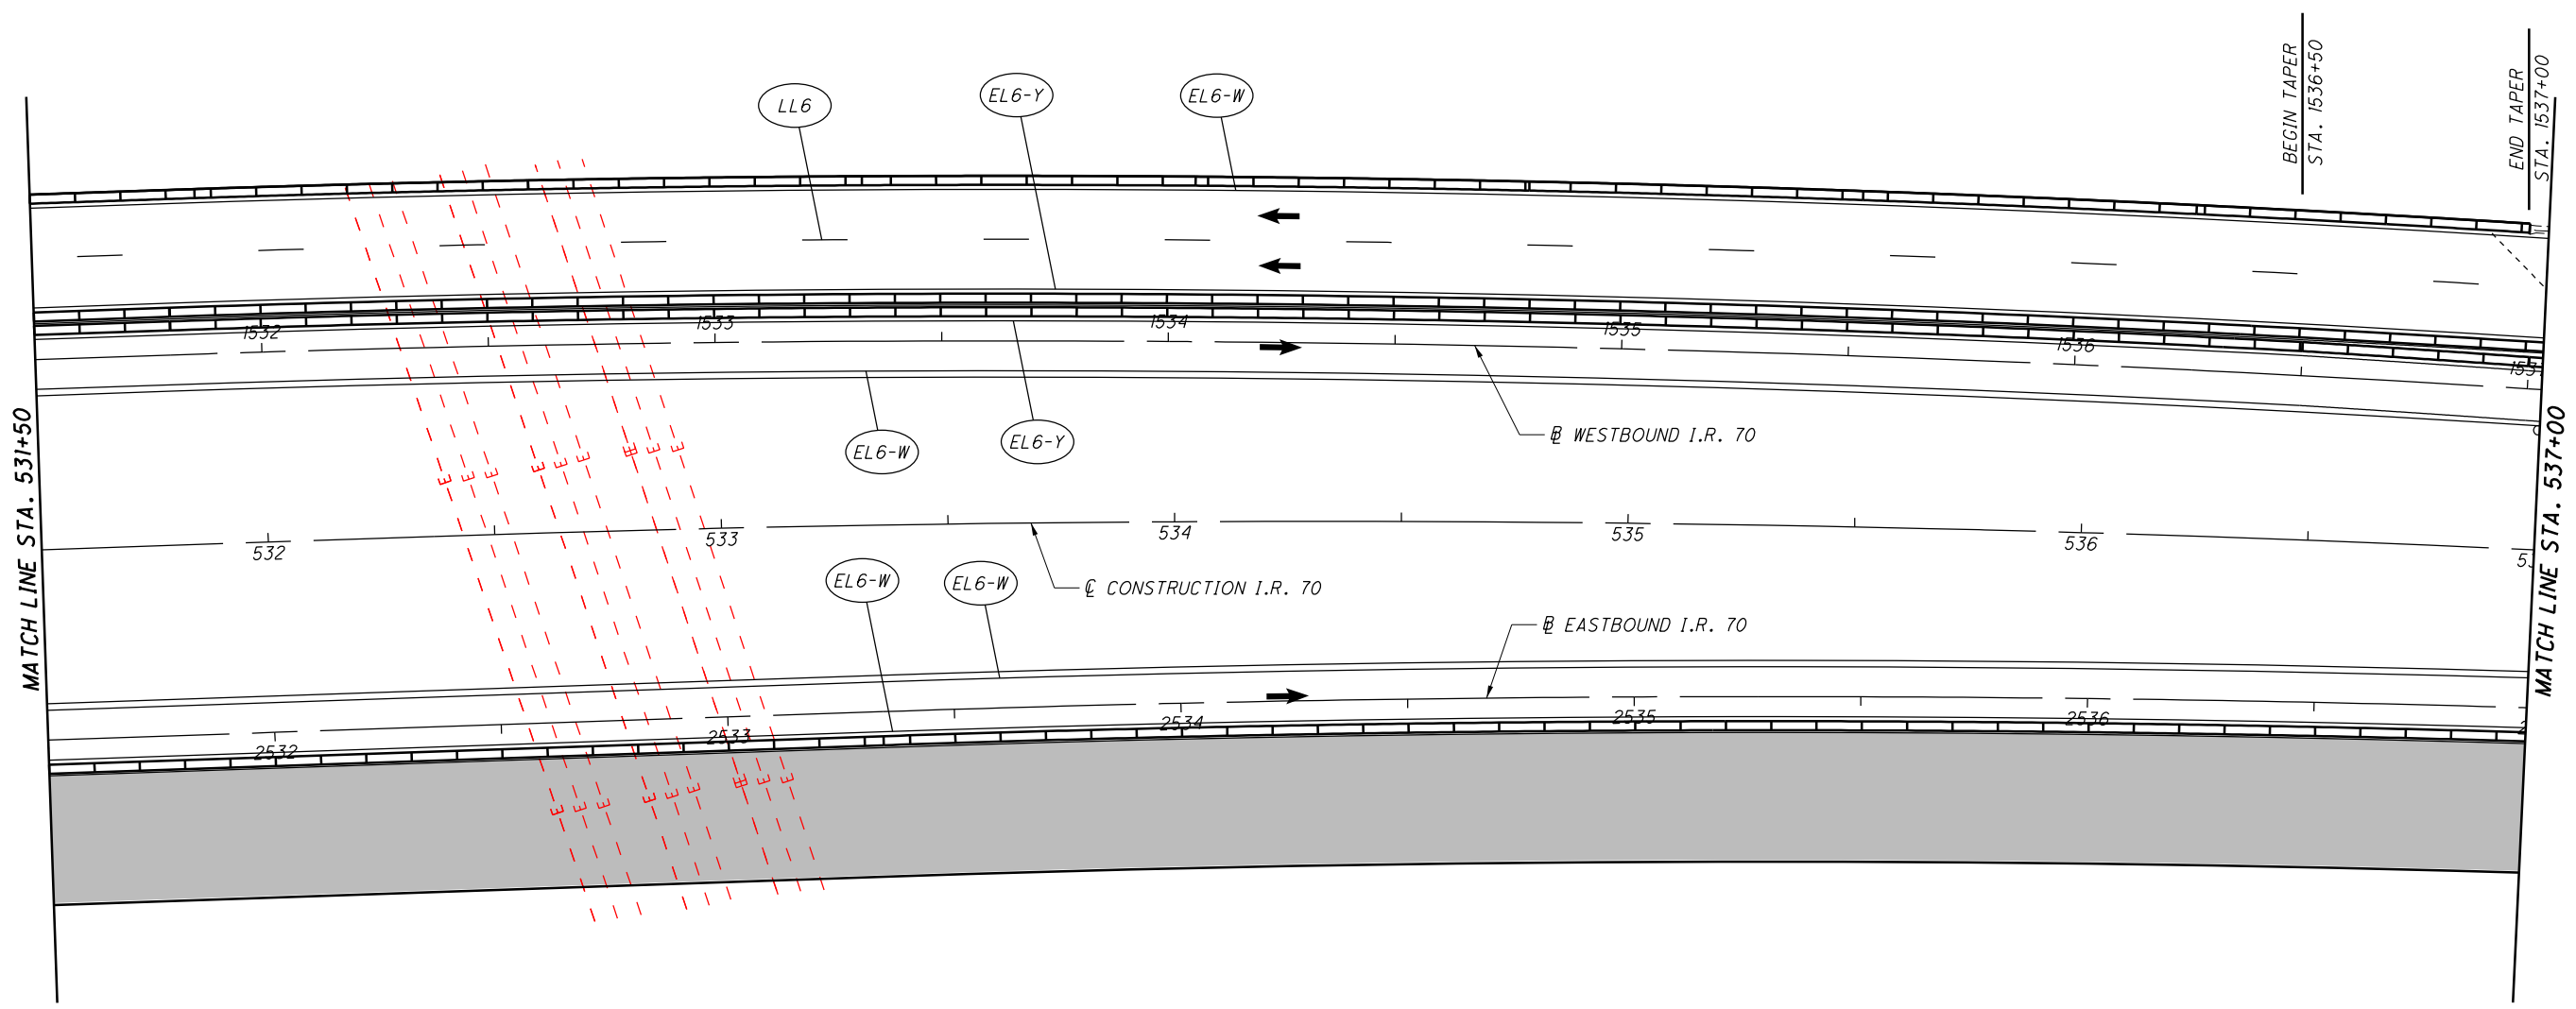 BEGIN TAPER
STA. 1536+50
END TAPER
STA. 1537+00
LL6
EL6-Y
EL6-W
1532
1533
1534
1535
1536
EL6-W
EL6-Y
℄ WESTBOUND I.R. 70
MATCH LINE STA. 531+50
MATCH LINE STA. 537+00
E E E E E E E E E
532
533
534
535
536
EL6-W
EL6-W
℄ CONSTRUCTION I.R. 70
EASTBOUND I.R. 70
2532
2533
2534
2535
2536
E E E E E E E E E